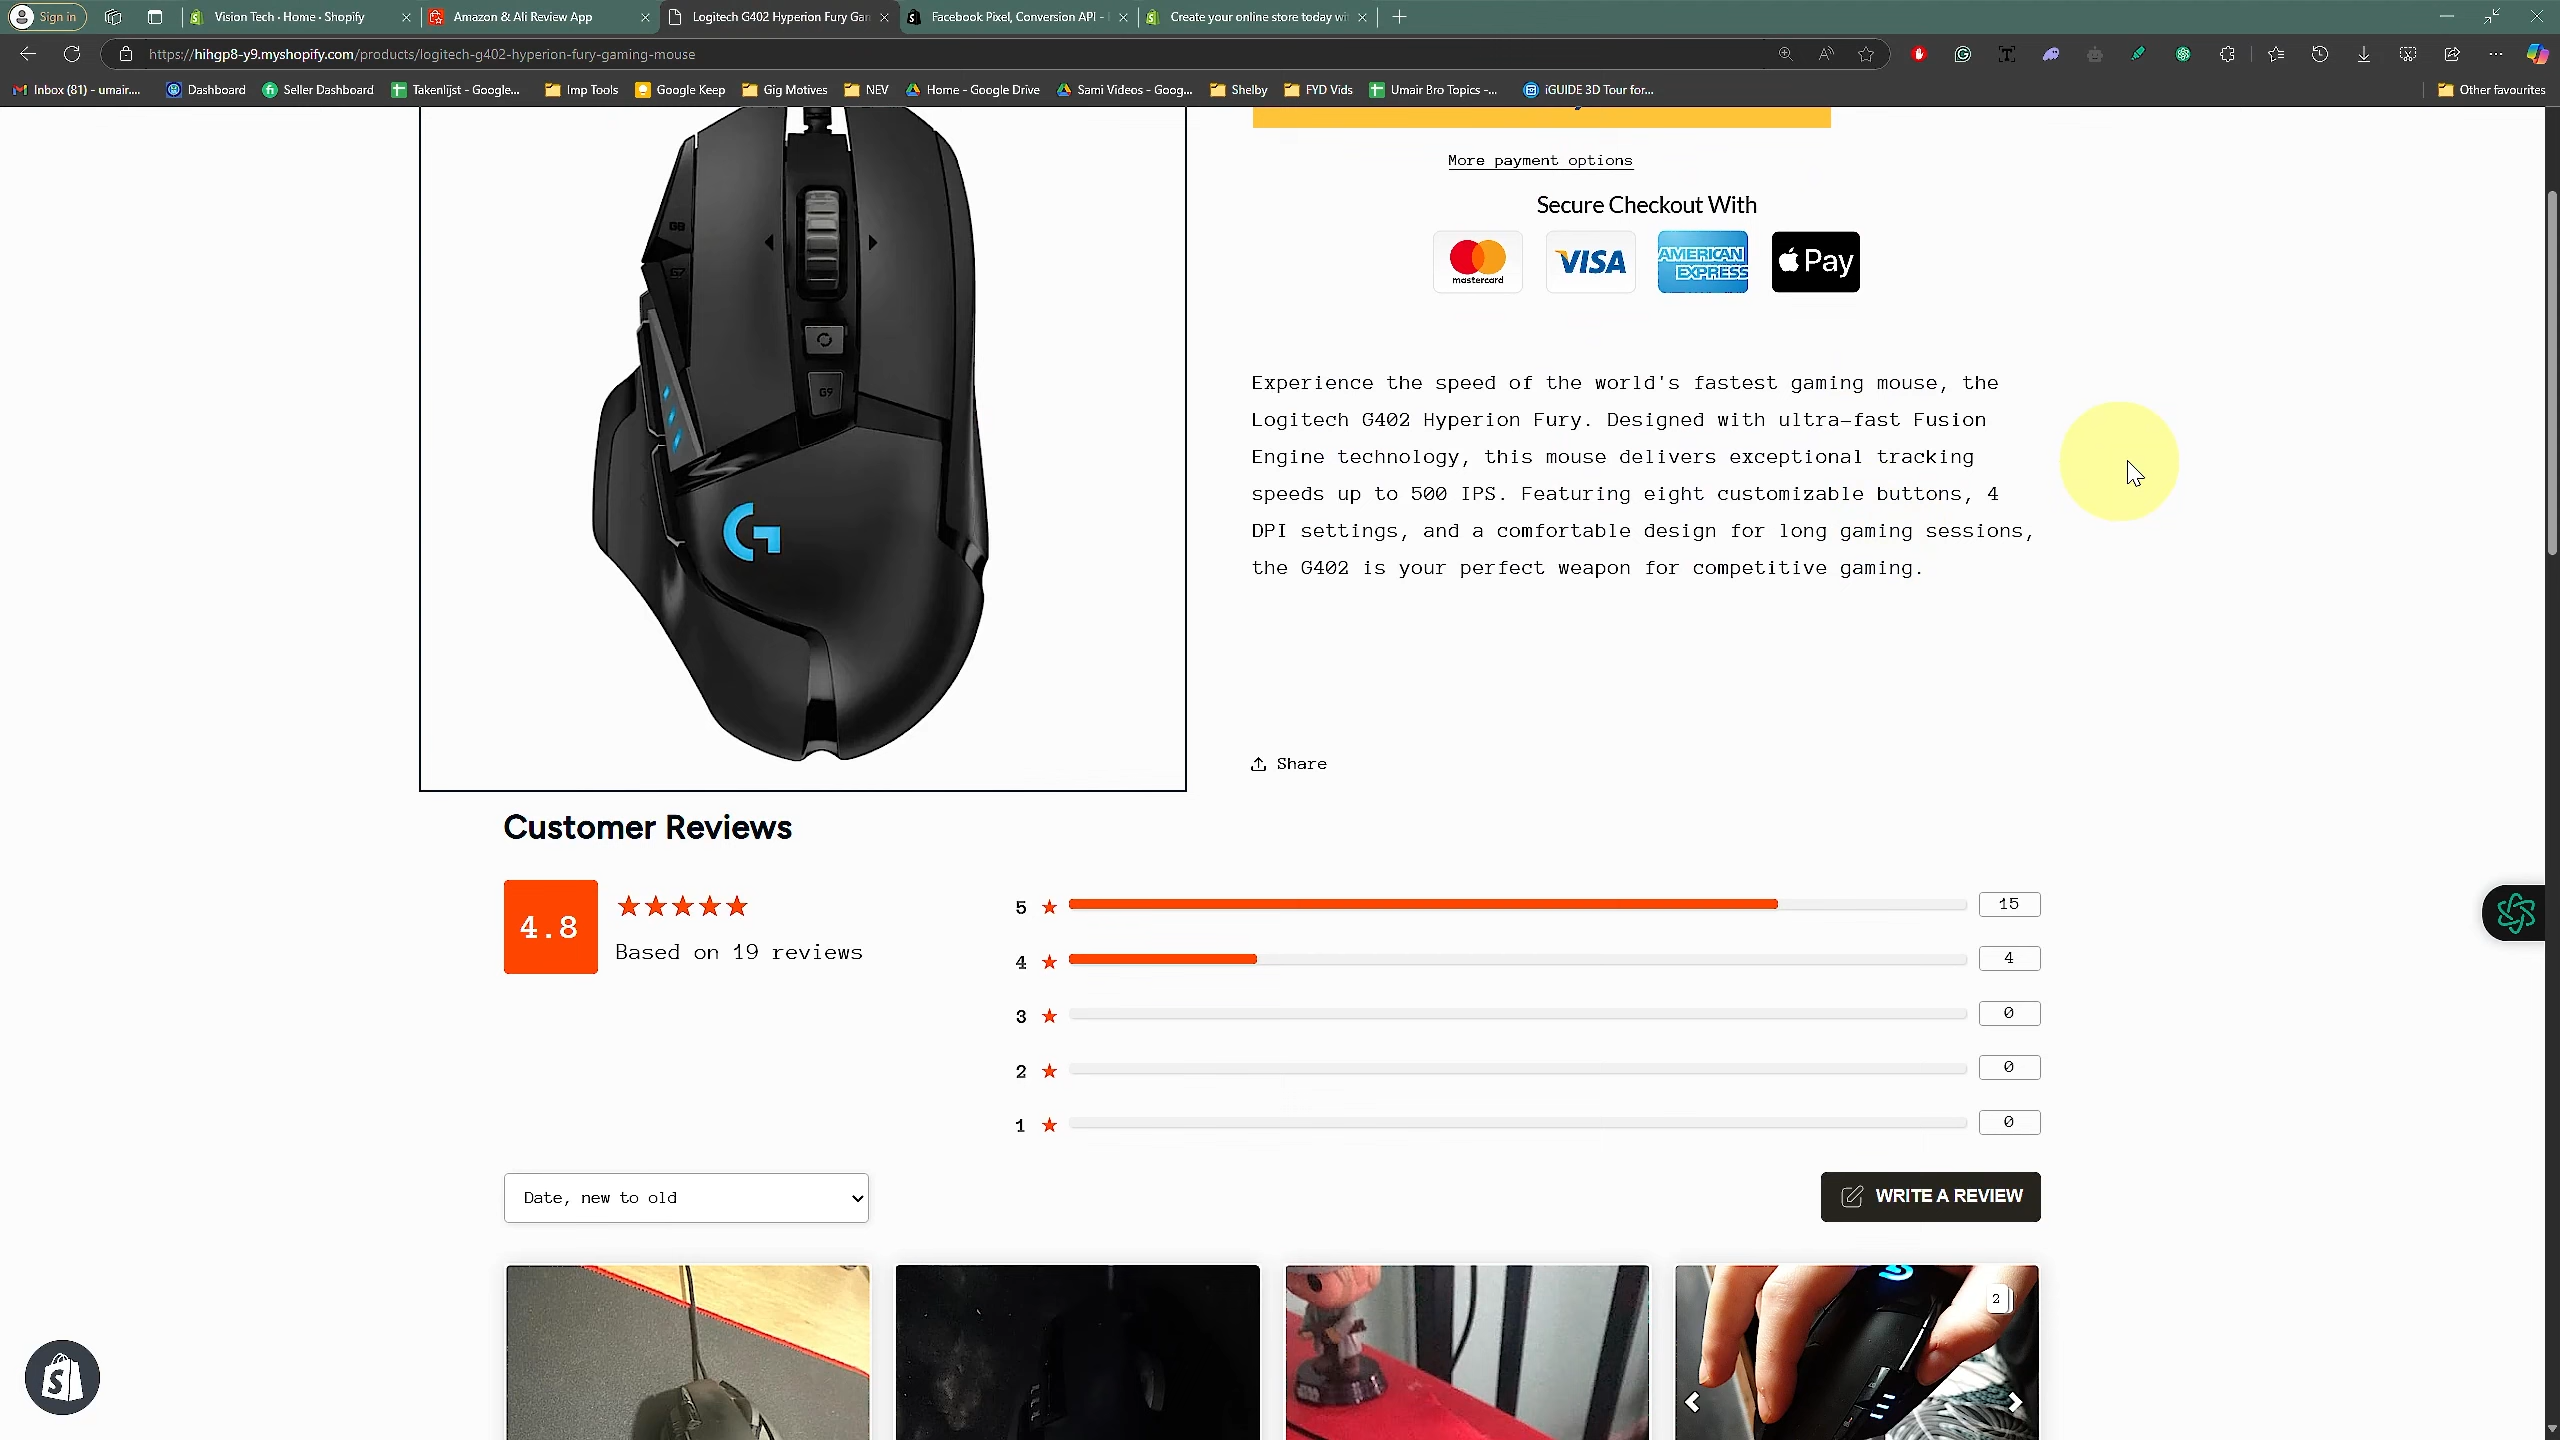 Sign in
Vision Tech · Home · Shopify
Amazon & Ali Review App
Logitech G402 Hyperion Fury Gan
Facebook Pixel, Conversion API -
Create your online store today wi
https://hihgp8-y9.myshopify.com/products/logitech-g402-hyperion-fury-gaming-mouse
Inbox (81) - umair....
Dashboard
Seller Dashboard
Takenlijst - Google...
Imp Tools
Google Keep
Gig Motives
NEV
Home - Google Drive
Sami Videos - Goog...
Shelby
FYD Vids
Umair Bro Topics -...
iGUIDE 3D Tour for...
Other favourites
More payment options
Secure Checkout With
mastercard
VISA
AMERICAN EXPRESS
Pay
G8
G7
G9
G
Experience the speed of the world's fastest gaming mouse, the
Logitech G402 Hyperion Fury. Designed with ultra-fast Fusion
Engine technology, this mouse delivers exceptional tracking
speeds up to 500 IPS. Featuring eight customizable buttons, 4
DPI settings, and a comfortable design for long gaming sessions,
the G402 is your perfect weapon for competitive gaming.
Share
Customer Reviews
4.8
Based on 19 reviews
5 15
4 4
3 0
2 0
1 0
Date, new to old
WRITE A REVIEW
2